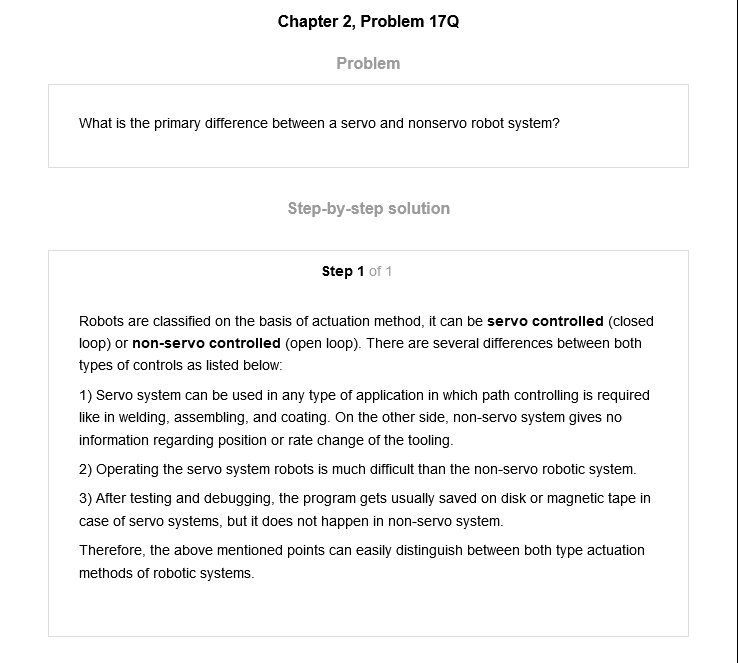 Chapter 2, Problem 17Q
Problem
What is the primary difference between a servo and nonservo robot system?
Step-by-step solution
Step 1 of 1
Robots are classified on the basis of actuation method, it can be servo controlled (closed
loop) or non-servo controlled (open loop). There are several differences between both
types of controls as listed below:
1) Servo system can be used in any type of application in which path controlling is required
like in welding, assembling, and coating. On the other side, non-servo system gives no
information regarding position or rate change of the tooling.
2) Operating the servo system robots is much difficult than the non-servo robotic system.
3) After testing and debugging, the program gets usually saved on disk or magnetic tape in
case of servo systems, but it does not happen in non-servo system.
Therefore, the above mentioned points can easily distinguish between both type actuation
methods of robotic systems.